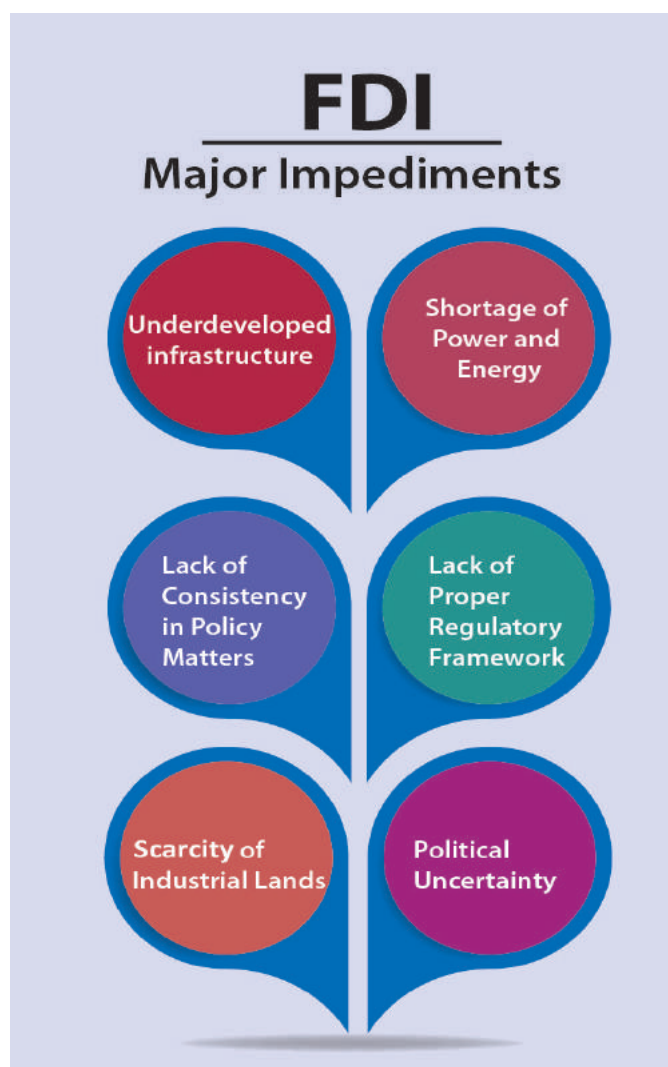 FDI
Major Impediments
Underdeveloped
infrastructure
Shortage of
Power and
Energy
Lack of
Consistency
in Policy
Matters
Lack of
Proper
Regulatory
Framework
Scarcity of
Industrial Lands
Political
Uncertainty